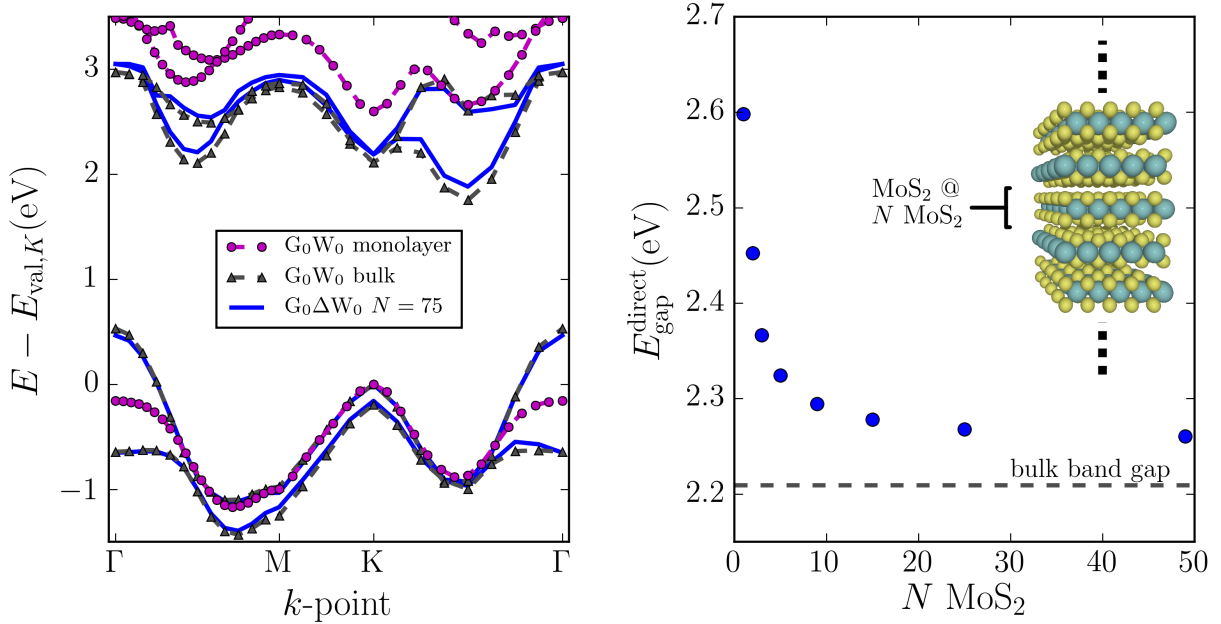 E − E_val,K (eV)
3
2
1
0
−1
G₀W₀ monolayer
G₀W₀ bulk
G₀ΔW₀ N = 75
Γ
M
K
Γ
k-point
E_gap^direct (eV)
2.7
2.6
2.5
2.4
2.3
2.2
MoS₂ @
N MoS₂
bulk band gap
0
10
20
30
40
50
N MoS₂